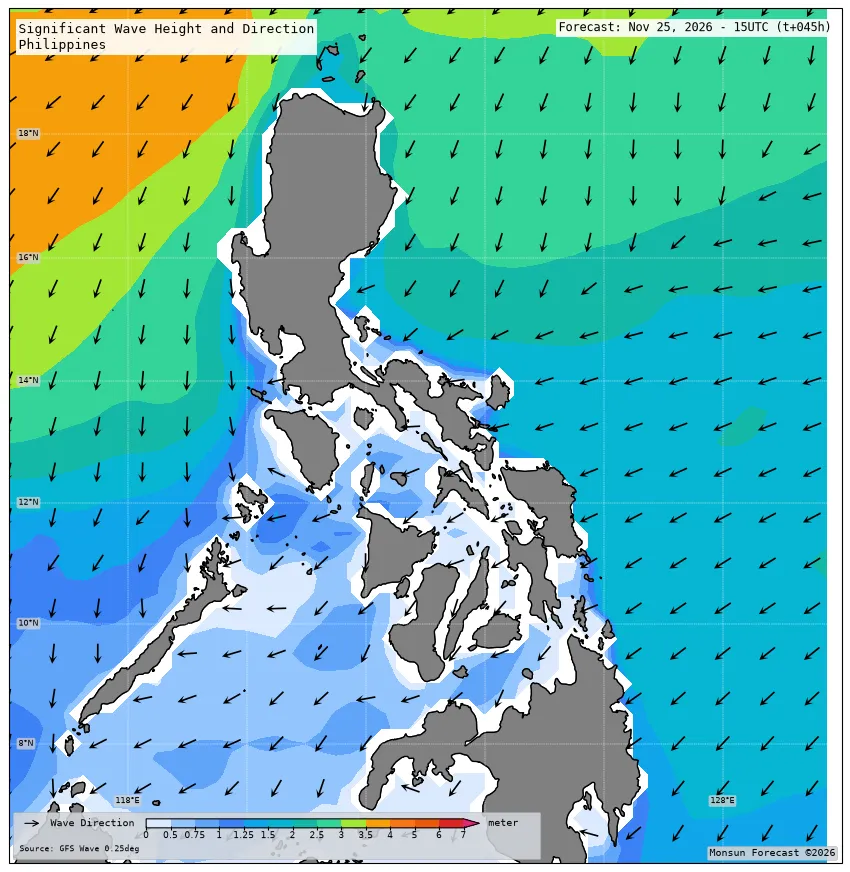 Significant Wave Height and Direction
Philippines
Forecast: Nov 25, 2026 - 15UTC (t+045h)
18°N
16°N
14°N
12°N
10°N
8°N
118°E
128°E
Wave Direction
0 0.5 0.75 1 1.25 1.5 2 2.5 3 3.5 4 5 6 7
meter
Source: GFS Wave 0.25deg
Monsun Forecast ©2026